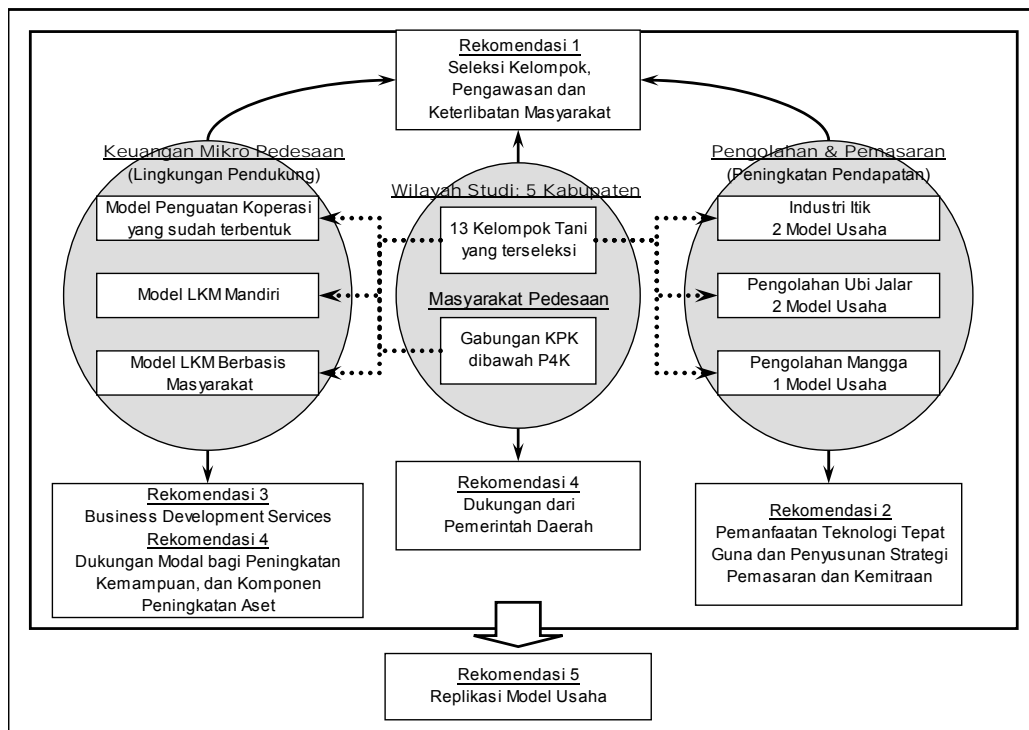 Rekomendasi 1
Seleksi Kelompok,
Pengawasan dan
Keterlibatan Masyarakat
Keuangan Mikro Pedesaan
(Lingkungan Pendukung)
Model Penguatan Koperasi
yang sudah terbentuk
Model LKM Mandiri
Model LKM Berbasis
Masyarakat
Wilayah Studi: 5 Kabupaten
13 Kelompok Tani
yang terseleksi
Masyarakat Pedesaan
Gabungan KPK
dibawah P4K
Pengolahan & Pemasaran
(Peningkatan Pendapatan)
Industri Itik
2 Model Usaha
Pengolahan Ubi Jalar
2 Model Usaha
Pengolahan Mangga
1 Model Usaha
Rekomendasi 3
Business Development Services
Rekomendasi 4
Dukungan Modal bagi Peningkatan
Kemampuan, dan Komponen
Peningkatan Aset
Rekomendasi 4
Dukungan dari
Pemerintah Daerah
Rekomendasi 2
Pemanfaatan Teknologi Tepat
Guna dan Penyusunan Strategi
Pemasaran dan Kemitraan
Rekomendasi 5
Replikasi Model Usaha